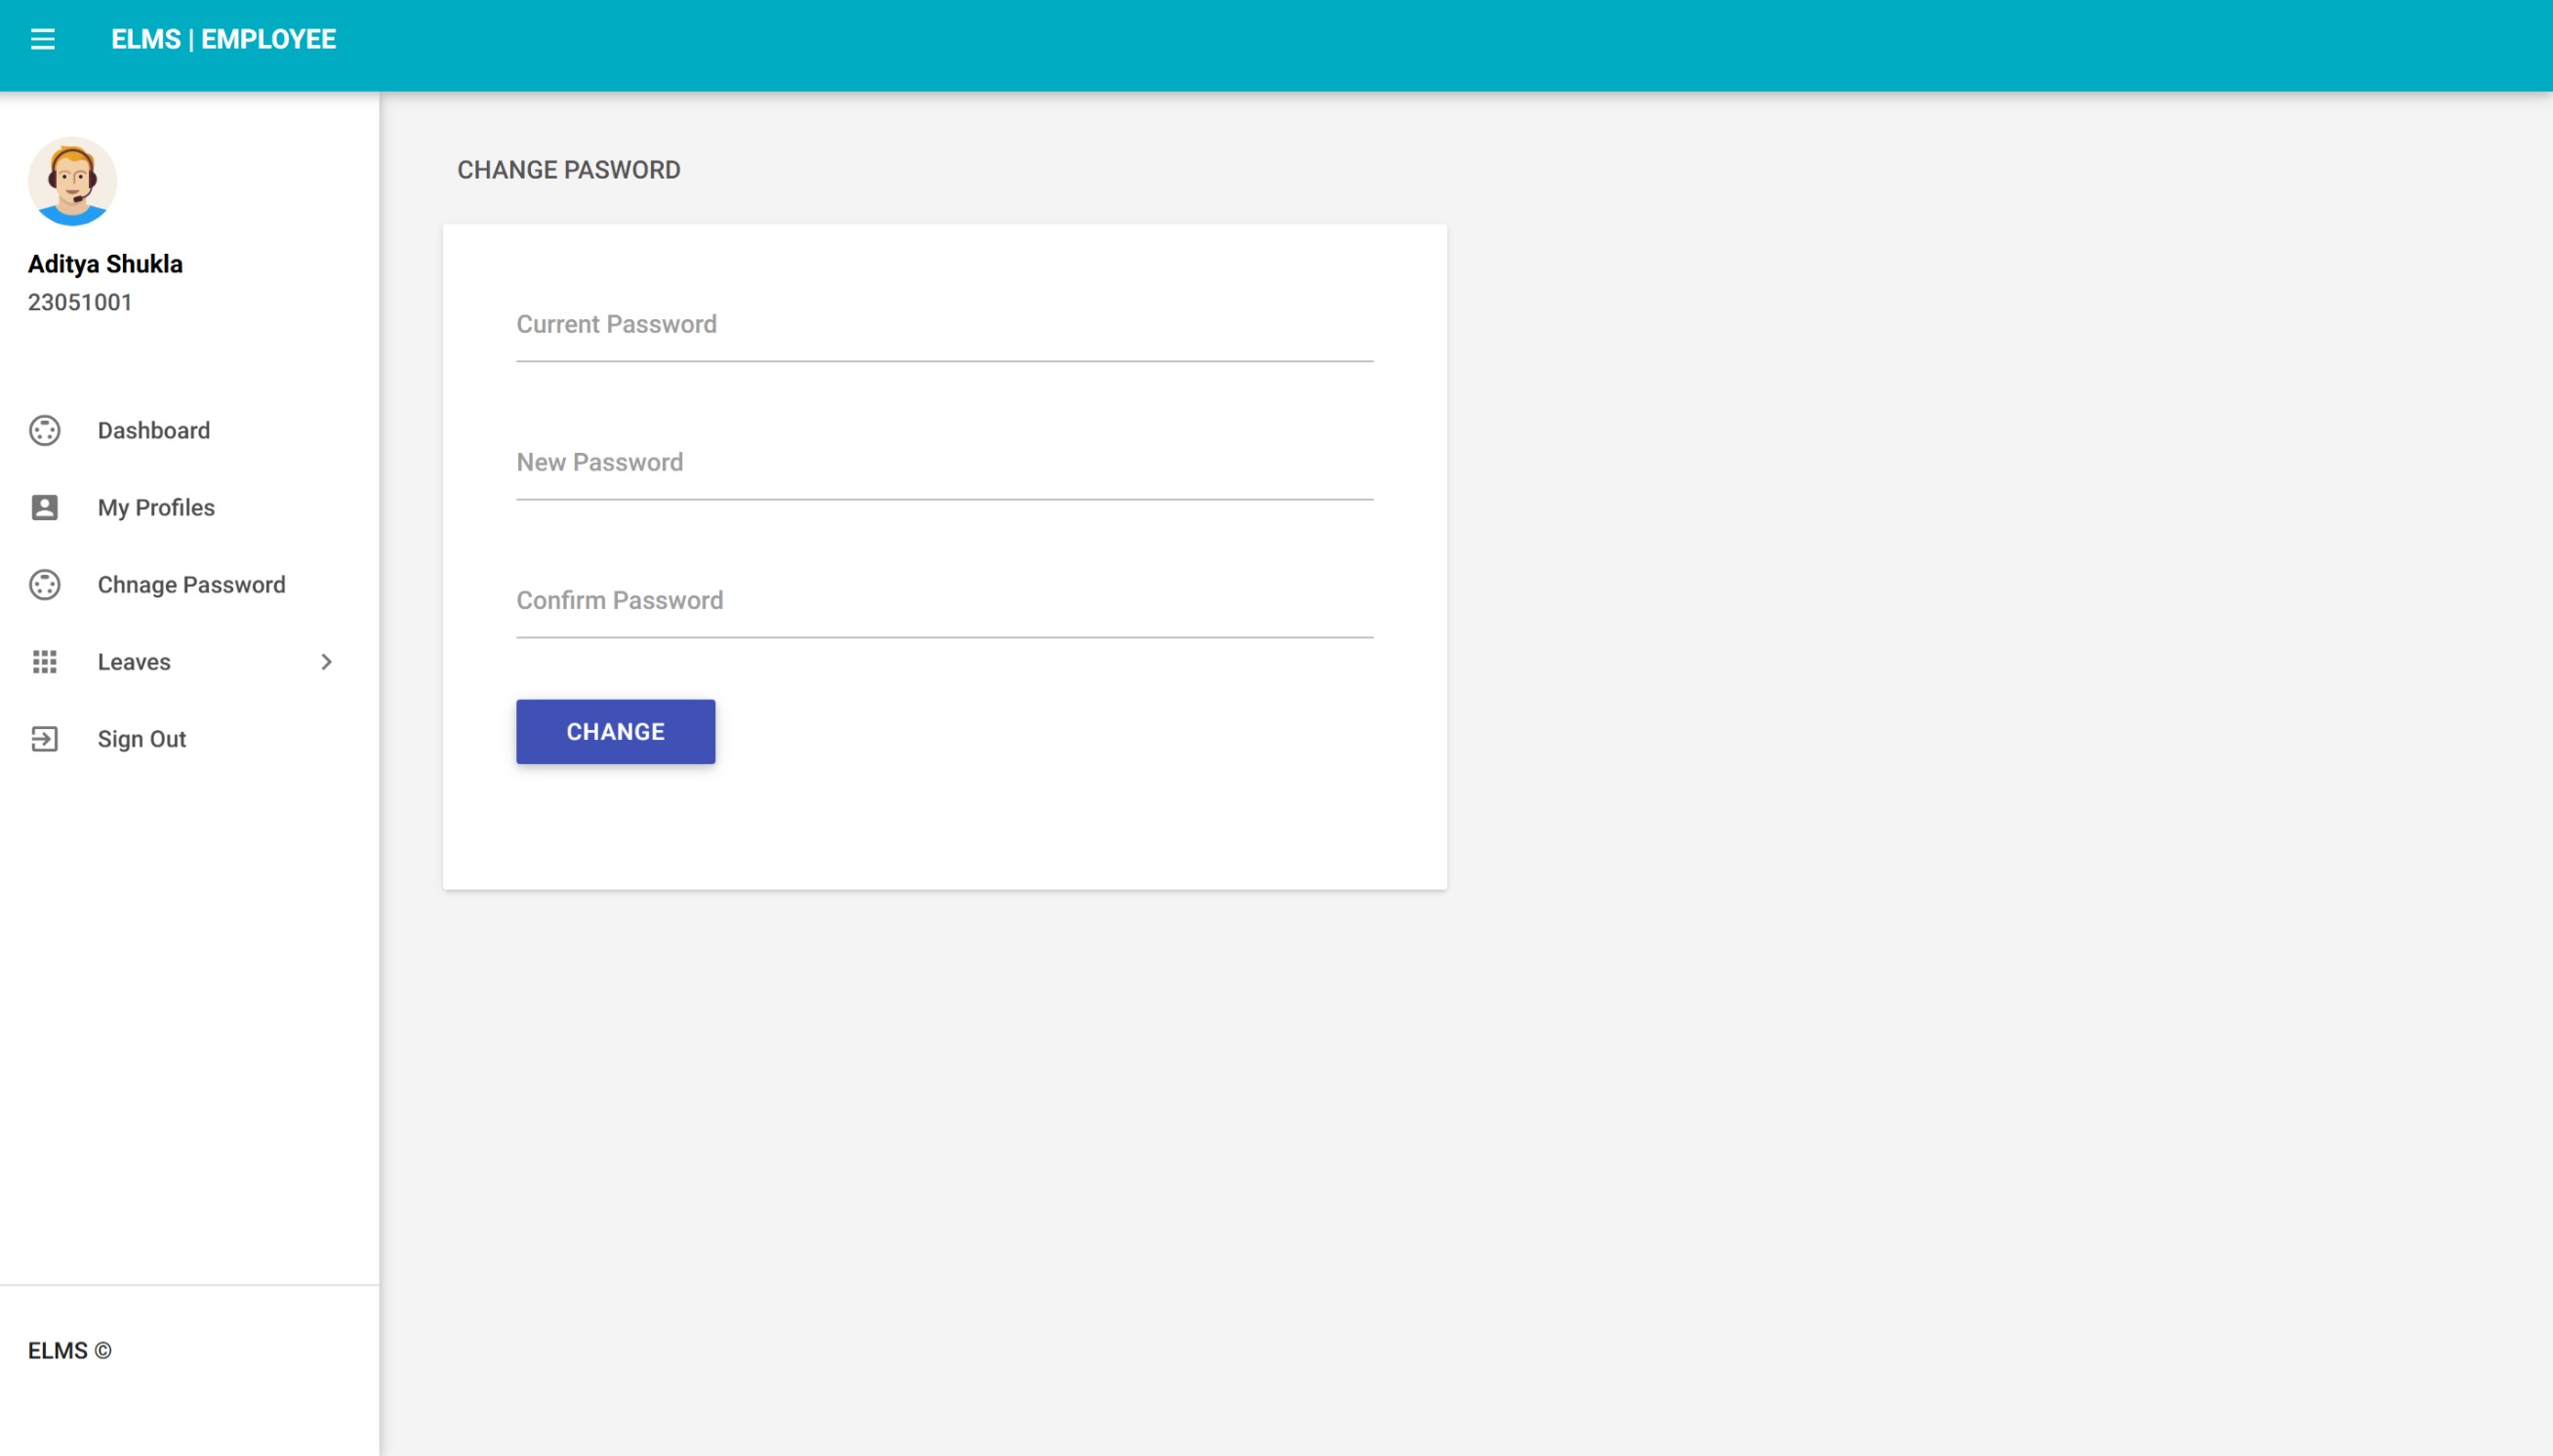 ELMS | EMPLOYEE
Aditya Shukla
23051001
Dashboard
My Profiles
Chnage Password
Leaves
Sign Out
ELMS ©
CHANGE PASWORD
Current Password
New Password
Confirm Password
CHANGE